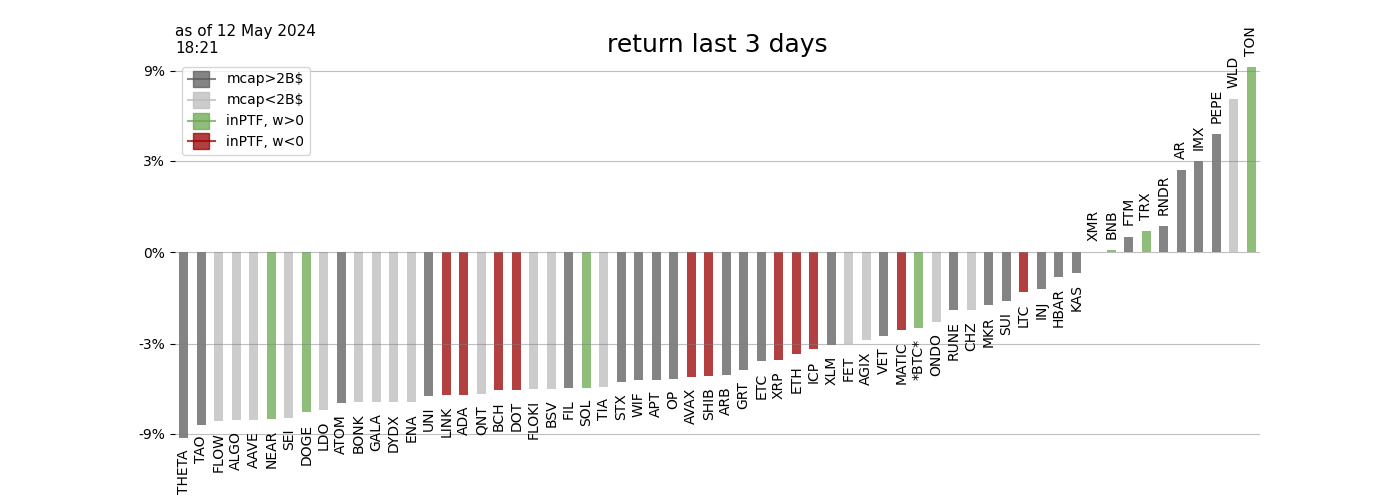 as of 12 May 2024
18:21
return last 3 days
mcap>2B$
mcap<2B$
inPTF, w>0
inPTF, w<0
9%
3%
0%
-3%
-9%
THETA
TAO
FLOW
ALGO
AAVE
NEAR
SEI
DOGE
LDO
ATOM
BONK
GALA
DYDX
ENA
UNI
LINK
ADA
QNT
BCH
DOT
FLOKI
BSV
FIL
SOL
TIA
STX
WIF
APT
OP
AVAX
SHIB
ARB
GRT
ETC
XRP
ETH
ICP
XLM
FET
AGIX
VET
MATIC
*BTC*
ONDO
RUNE
CHZ
MKR
SUI
LTC
INJ
HBAR
KAS
XMR
BNB
FTM
TRX
RNDR
AR
IMX
PEPE
WLD
TON